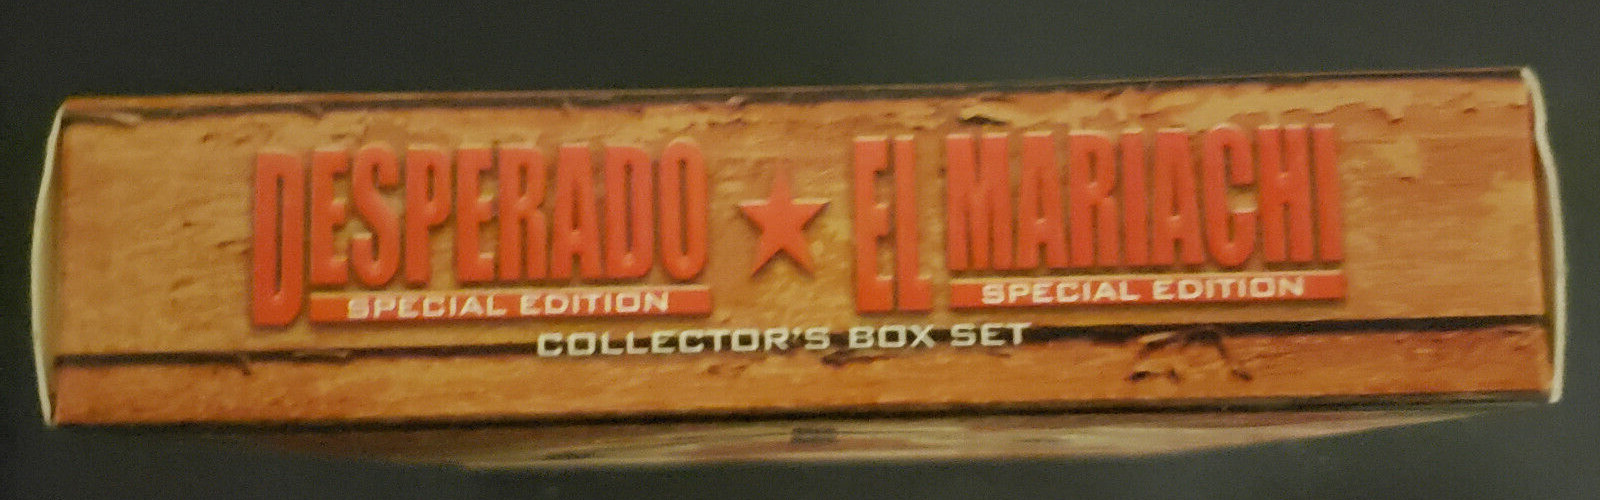 DESPERADO ★ EL MARIACHI
SPECIAL EDITION SPECIAL EDITION
COLLECTOR'S BOX SET